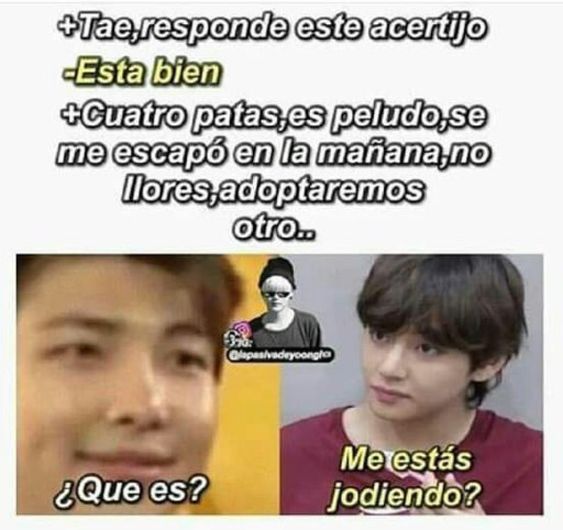 +Tae,responde este acertijo
-Esta bien
+Cuatro patas,es peludo,se
me escapó en la mañana,no
llores,adoptaremos
otro..
@lapasivadeyoongi
¿Que es?
Me estás
jodiendo?